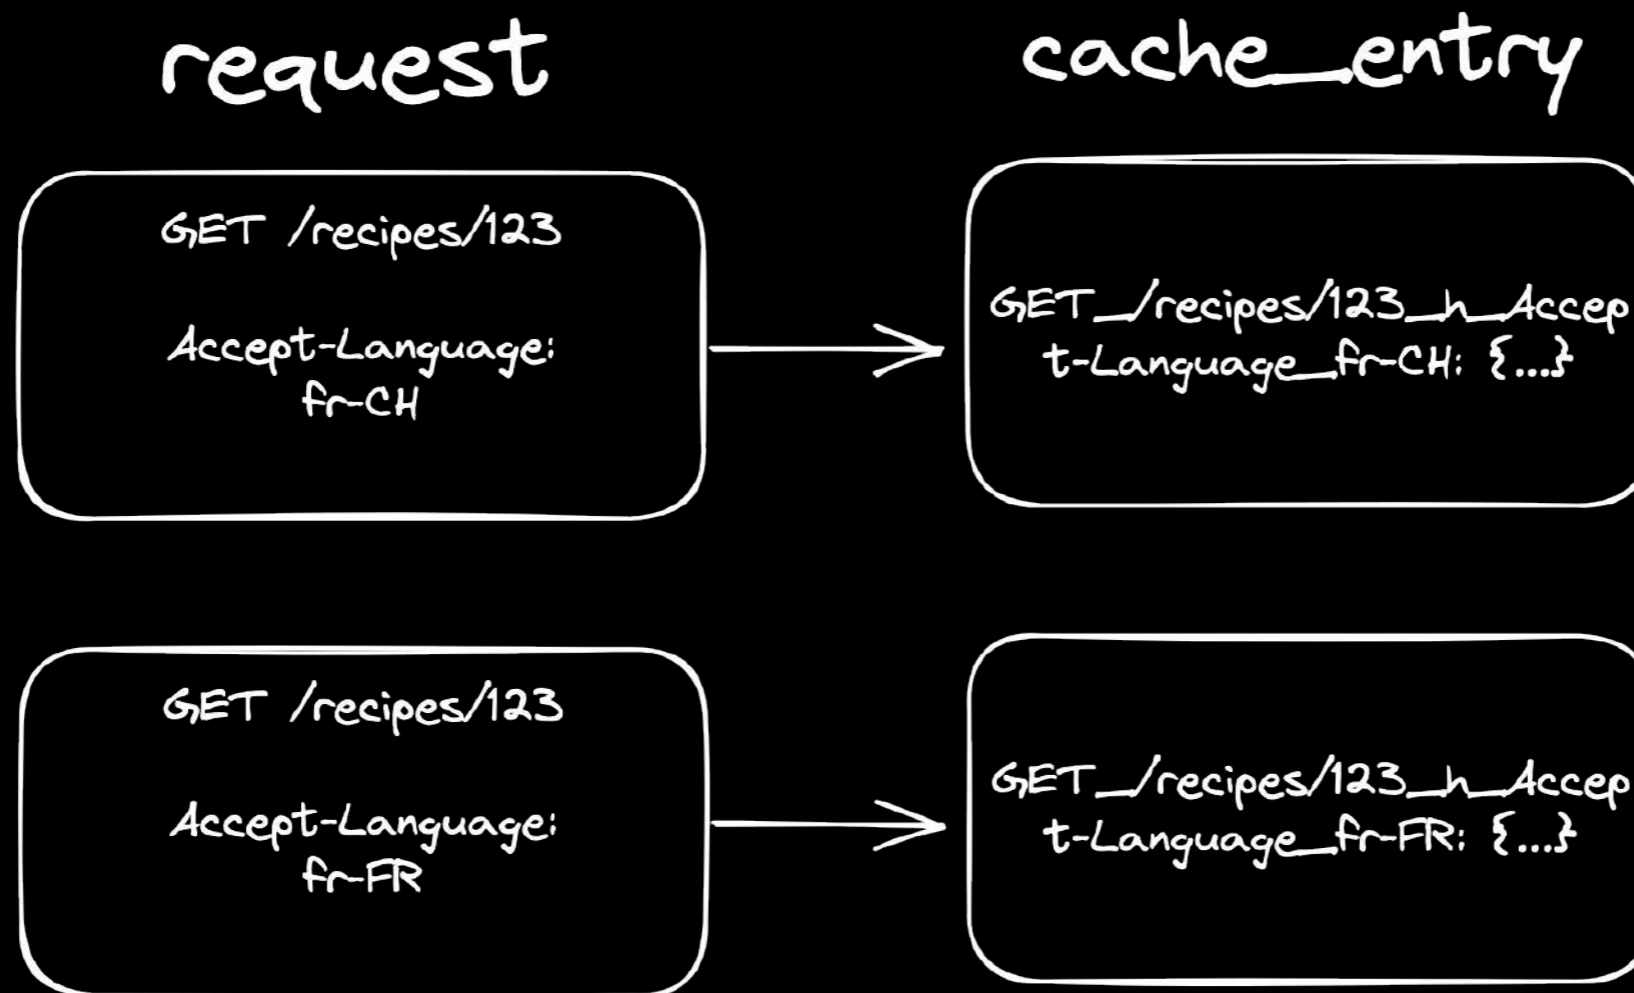 request
cache_entry
GET /recipes/123
Accept-Language:
fr-CH
GET_/recipes/123_h_Accep
t-Language_fr-CH: {...}
GET /recipes/123
Accept-Language:
fr-FR
GET_/recipes/123_h_Accep
t-Language_fr-FR: {...}